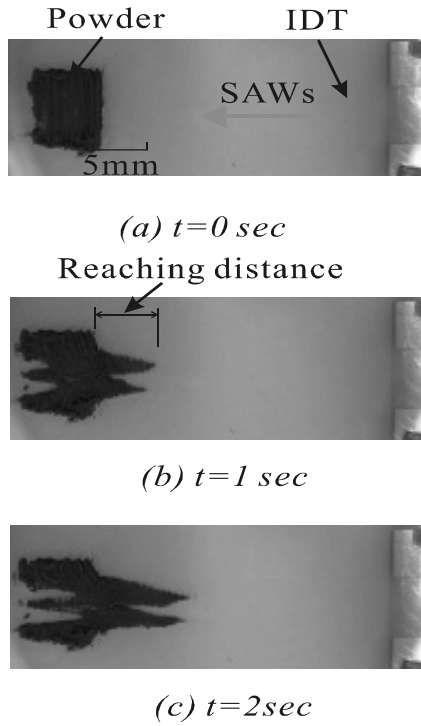 Powder IDT
SAWs
5mm
(a) t=0 sec
Reaching distance
(b) t=1 sec
(c) t=2sec